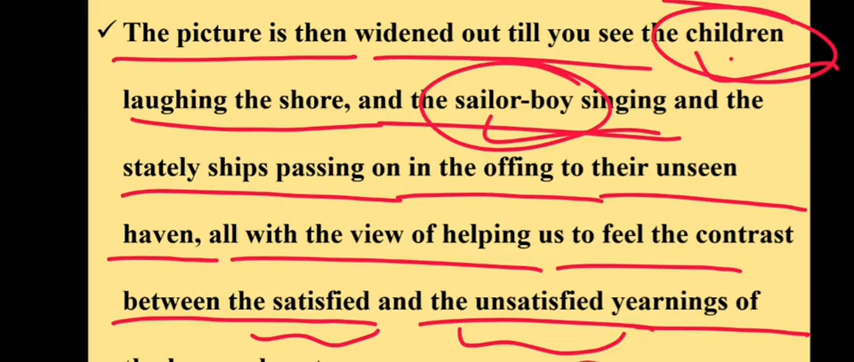 ✓ The picture is then widened out till you see the children
laughing the shore, and the sailor-boy singing and the
stately ships passing on in the offing to their unseen
haven, all with the view of helping us to feel the contrast
between the satisfied and the unsatisfied yearnings of